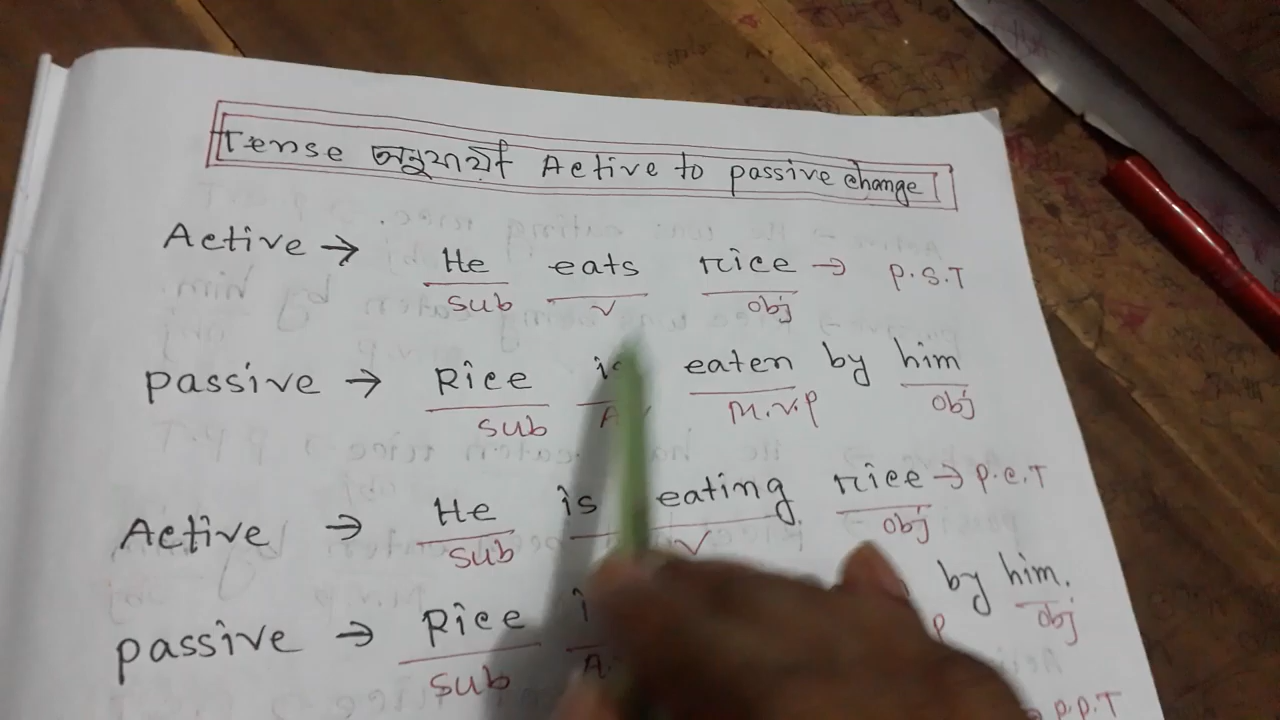 Tense অনুযায়ী Active to passive change
Active → He eats rice → P.S.T
Sub V obj
passive → Rice is eaten by him
Sub M.V.P obj
Active → He is eating rice → P.C.T
Sub V obj
passive → Rice by him.
Sub obj
P.P.T